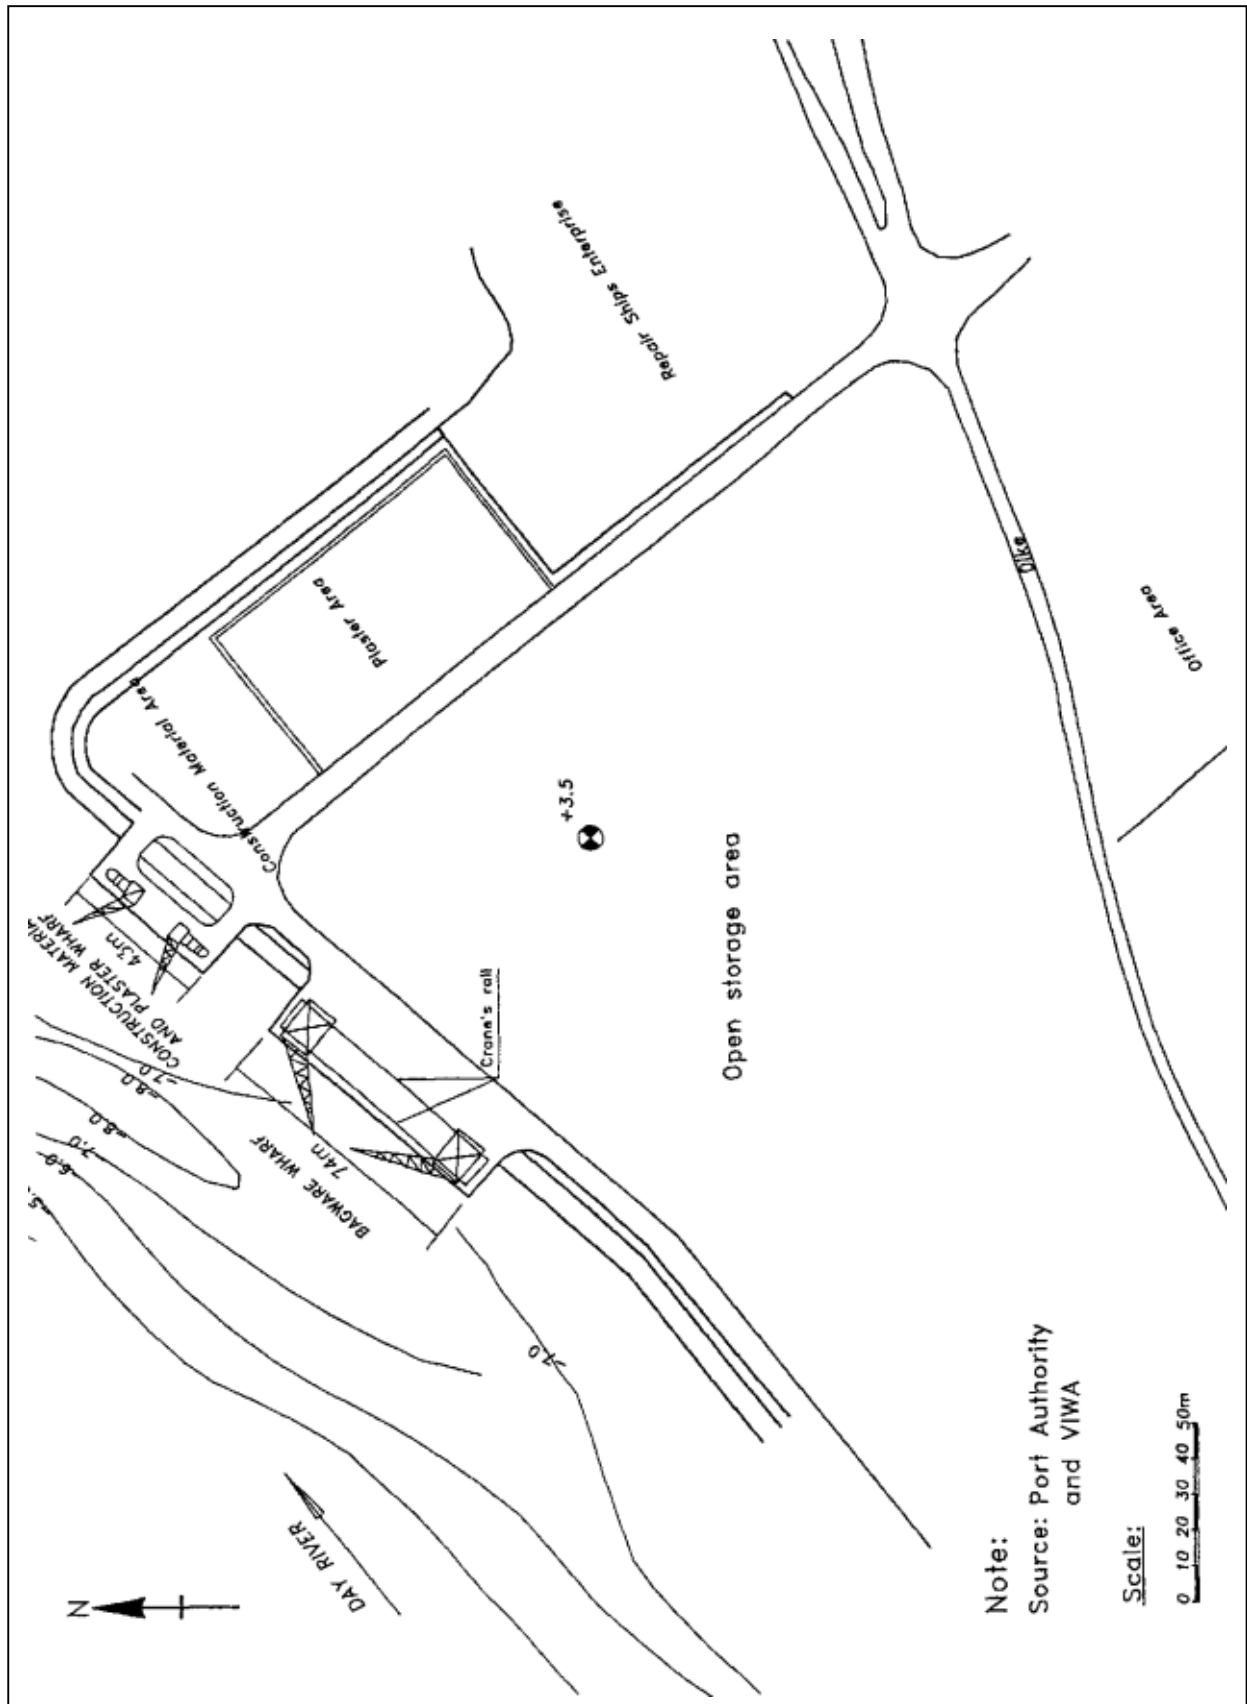 Repair Ships Enterprise
Plaster Area
Construction Material Area
CONSTRUCTION MATERIA
AND PLASTER WHARF
43m
-7.0
-8.0
-8.0
-7.0
-6.0
BAGWARE WHARF
74m
Crane's rail
+3.5
Open storage area
Dike
Office Area
-7.0
DAY RIVER
N
Note:
Source: Port Authority
and VIWA
Scale:
0 10 20 30 40 50m